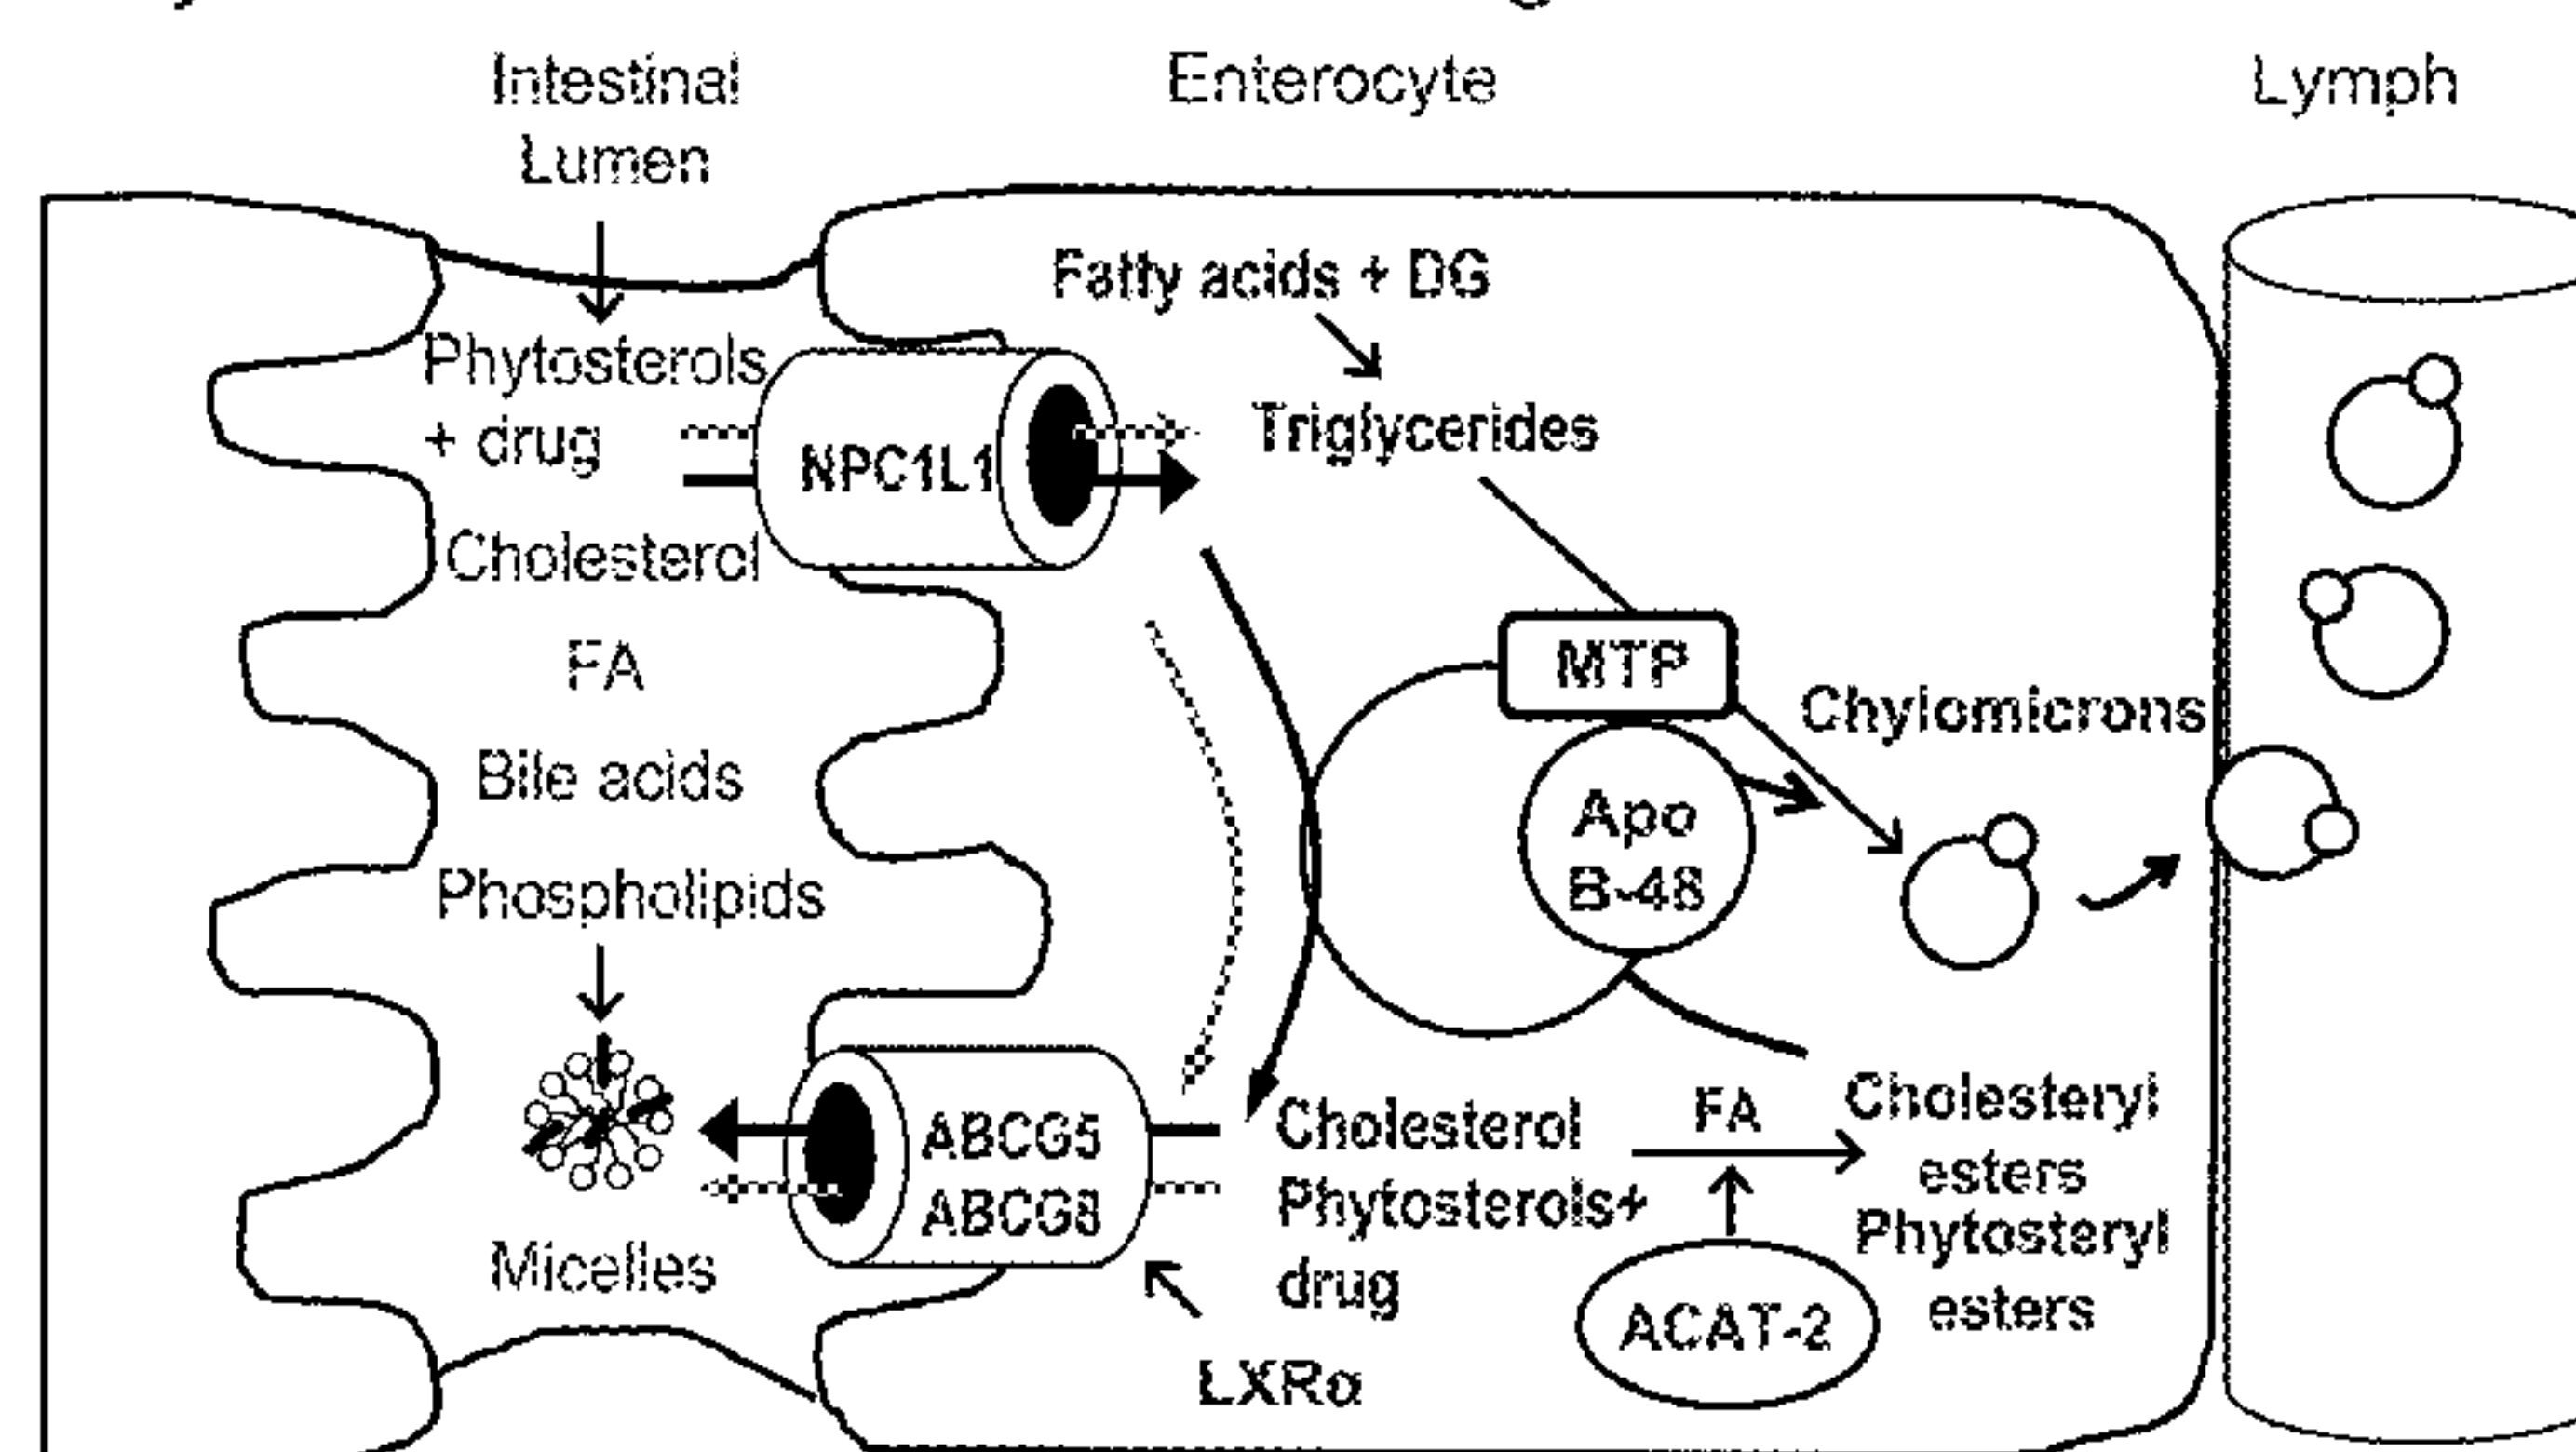 Intestinal
Lumen
Enterocyte
Lymph
Phytosterols
+ drug
Cholesterol
FA
Bile acids
Phospholipids
Micelles
NPC1L1
Fatty acids + DG
Triglycerides
MTP
Apo
B-48
Chylomicrons
ABCG5
ABCG8
Cholesterol
Phytosterols+
drug
FA
Cholesteryl
esters
Phytosteryl
esters
ACAT-2
LXRα